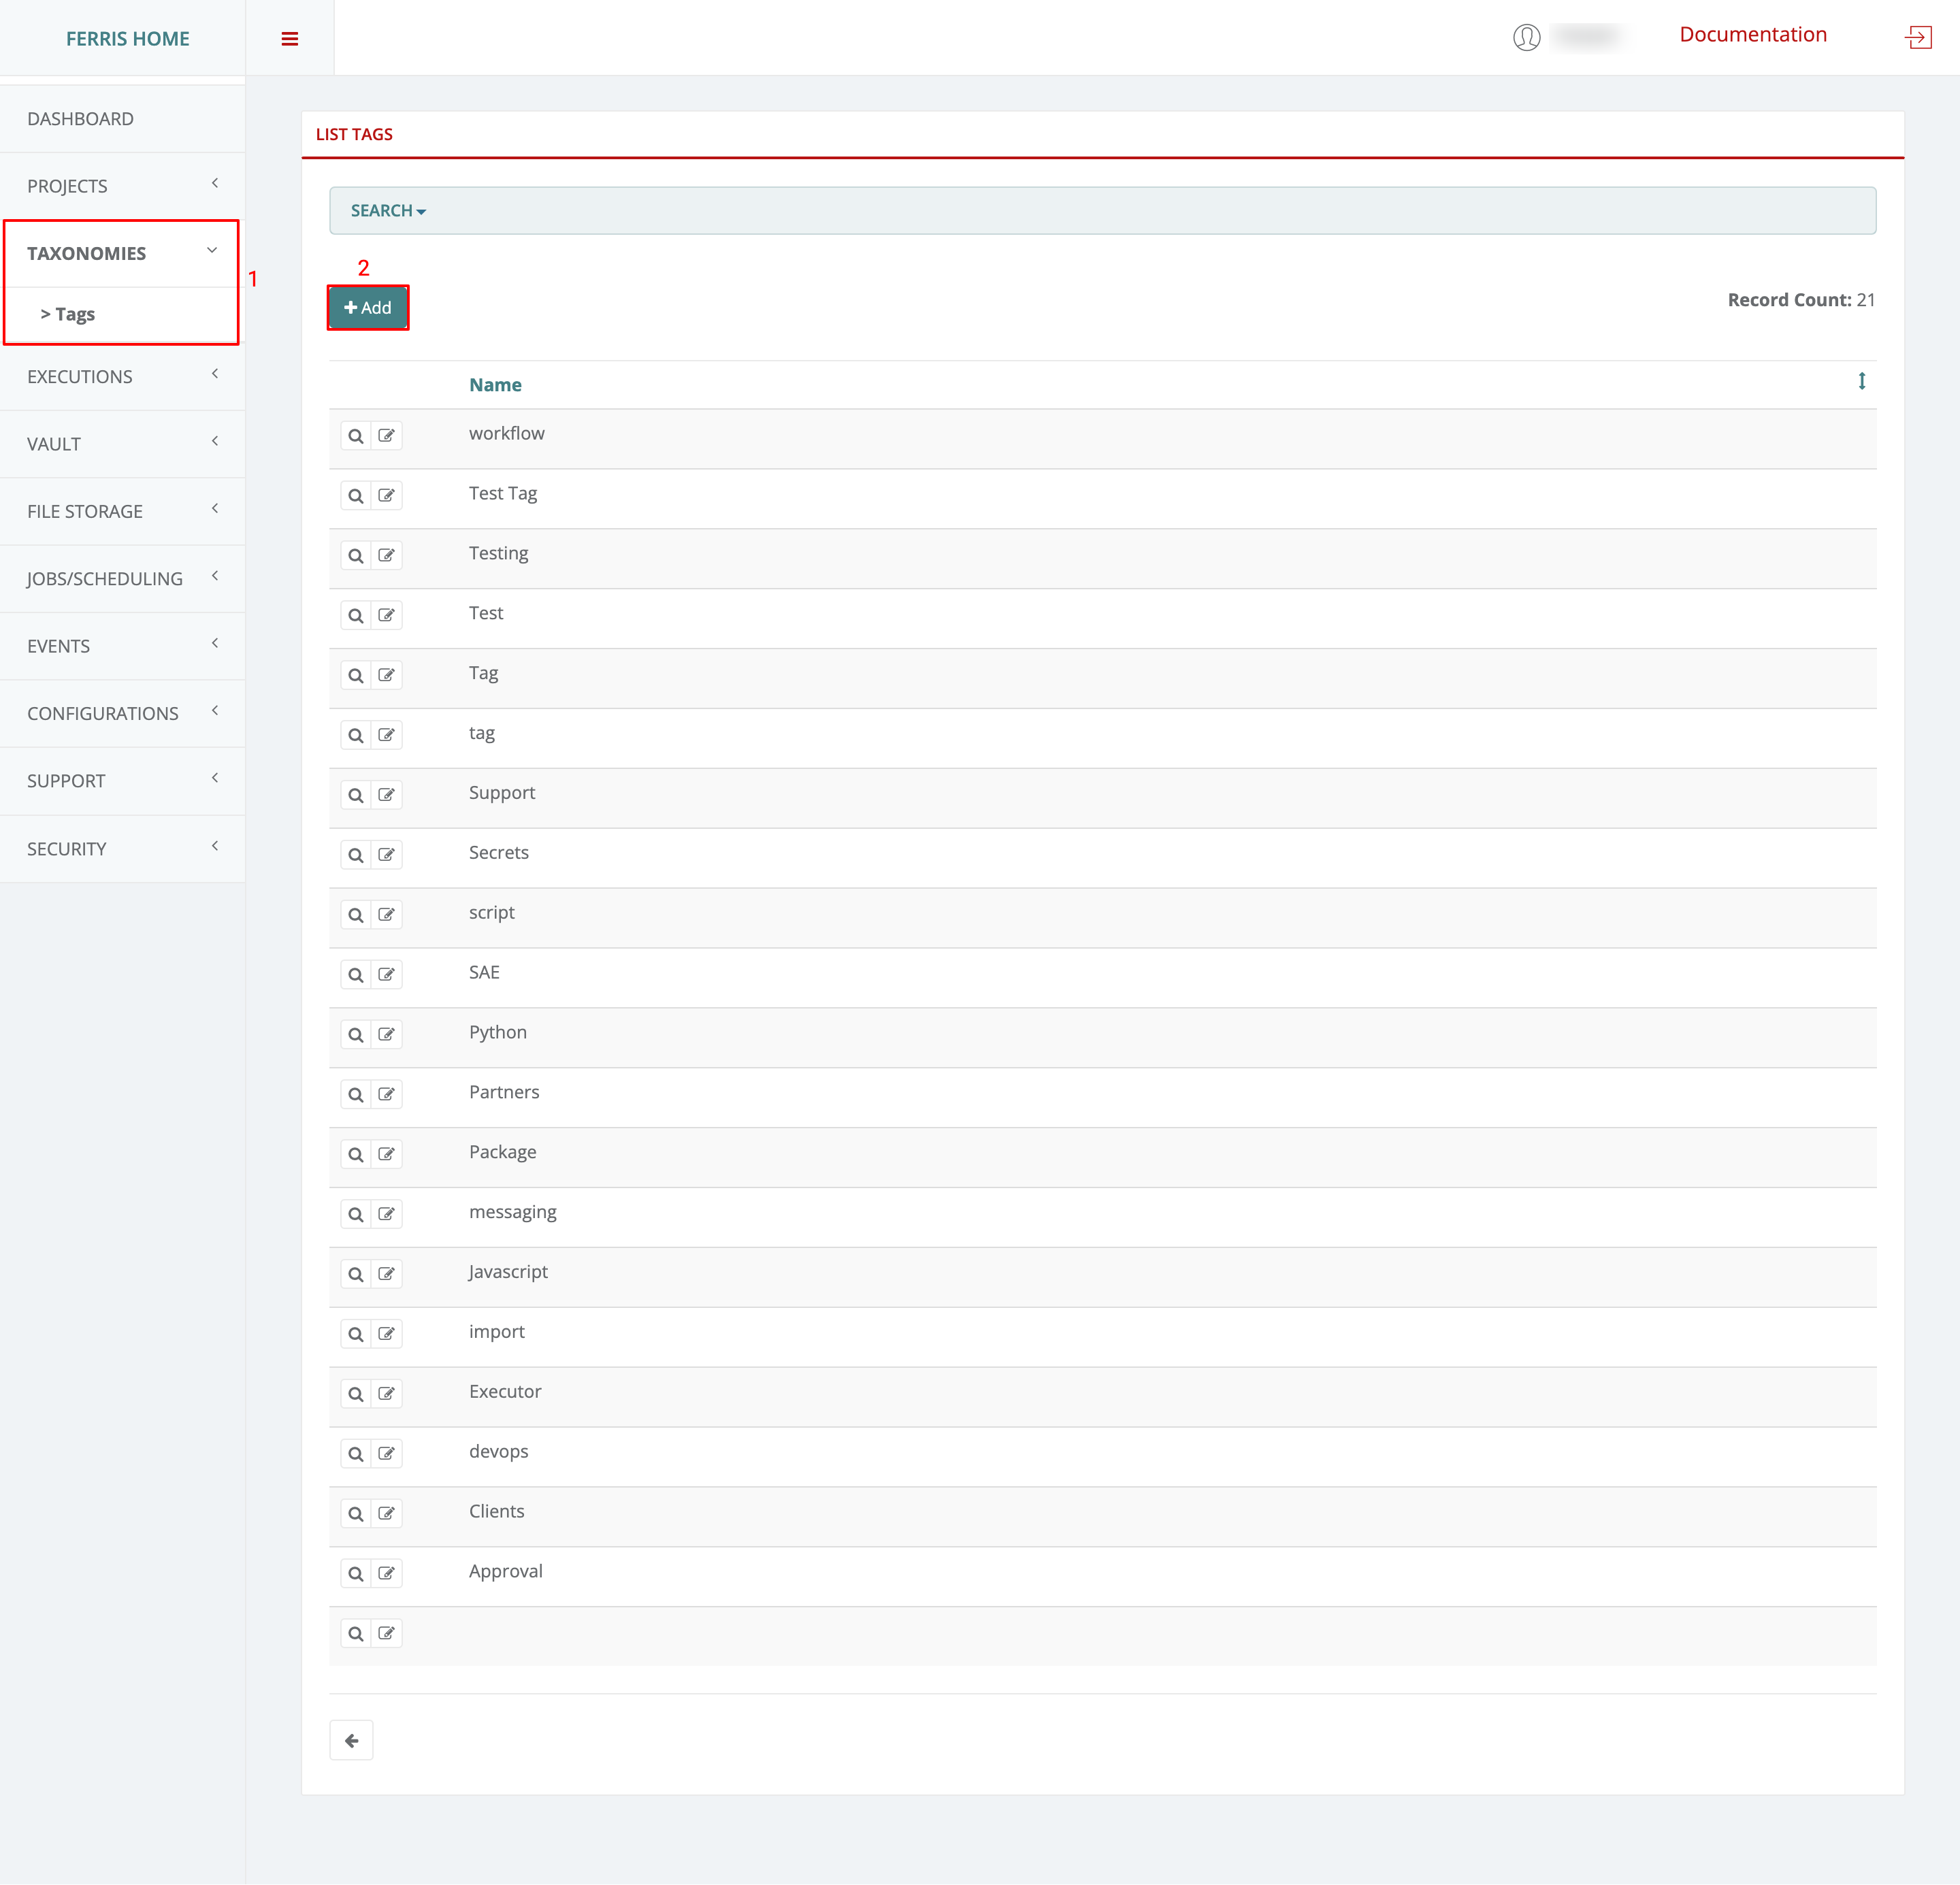 FERRIS HOME
Documentation
DASHBOARD
PROJECTS
TAXONOMIES
> Tags
1
EXECUTIONS
VAULT
FILE STORAGE
JOBS/SCHEDULING
EVENTS
CONFIGURATIONS
SUPPORT
SECURITY
LIST TAGS
SEARCH
2
+ Add
Record Count: 21
Name
workflow
Test Tag
Testing
Test
Tag
tag
Support
Secrets
script
SAE
Python
Partners
Package
messaging
Javascript
import
Executor
devops
Clients
Approval